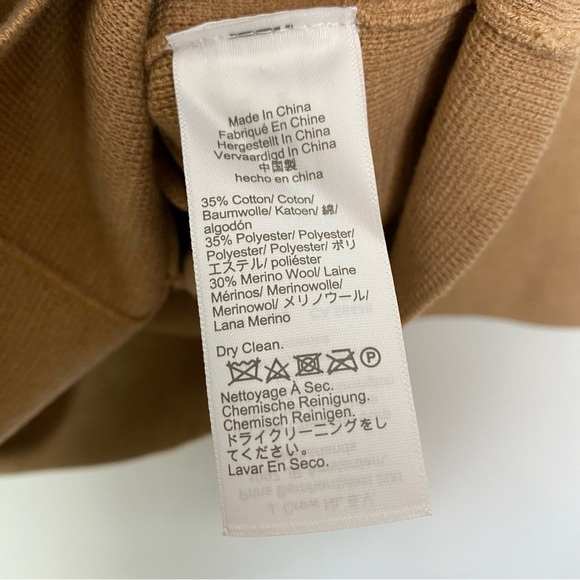 Made In China
Fabriqué En Chine
Hergestellt In China
Vervaardigd In China
中国製
hecho en china
35% Cotton/ Coton/
Baumwolle/ Katoen/ 綿/
algodón
35% Polyester/ Polyester/
Polyester/ Polyester/ ポリ
エステル/ poliéster
30% Merino Wool/ Laine
Mérinos/ Merinowolle/
Merinowol/ メリノウール/
Lana Merino
Dry Clean.
P
Nettoyage À Sec.
Chemische Reinigung.
Chemisch Reinigen.
ドライクリーニングをし
てください。
Lavar En Seco.